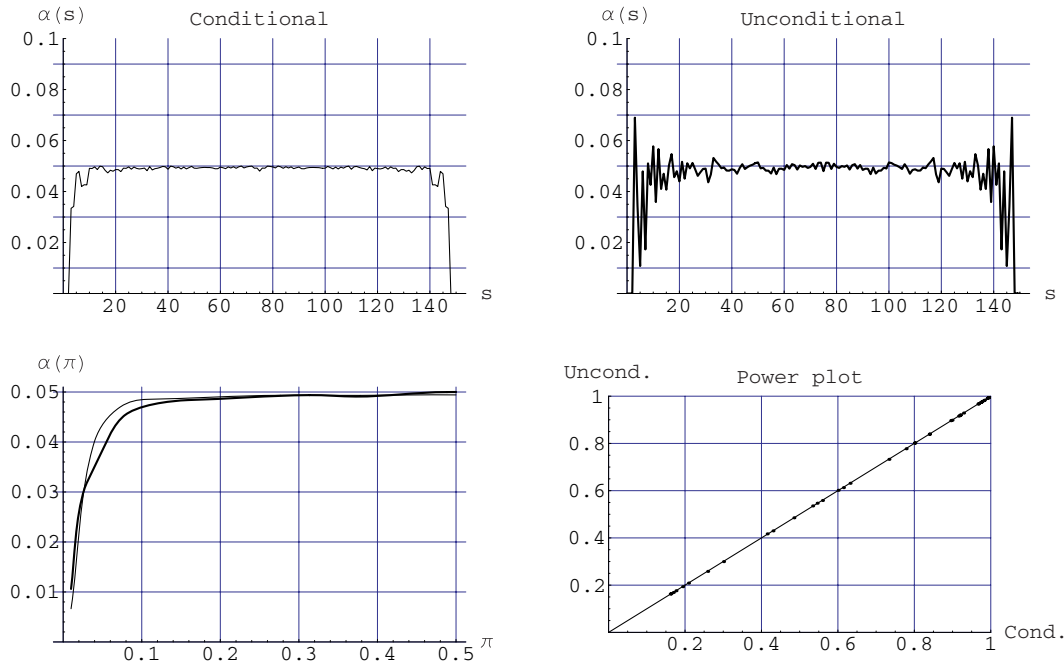 α(s)
Conditional
0.1
0.08
0.06
0.04
0.02
20 40 60 80 100 120 140
s
α(s)
Unconditional
0.1
0.08
0.06
0.04
0.02
20 40 60 80 100 120 140
s
α(π)
0.05
0.04
0.03
0.02
0.01
0.1 0.2 0.3 0.4 0.5
π
Uncond.
Power plot
1
0.8
0.6
0.4
0.2
0.2 0.4 0.6 0.8 1
Cond.